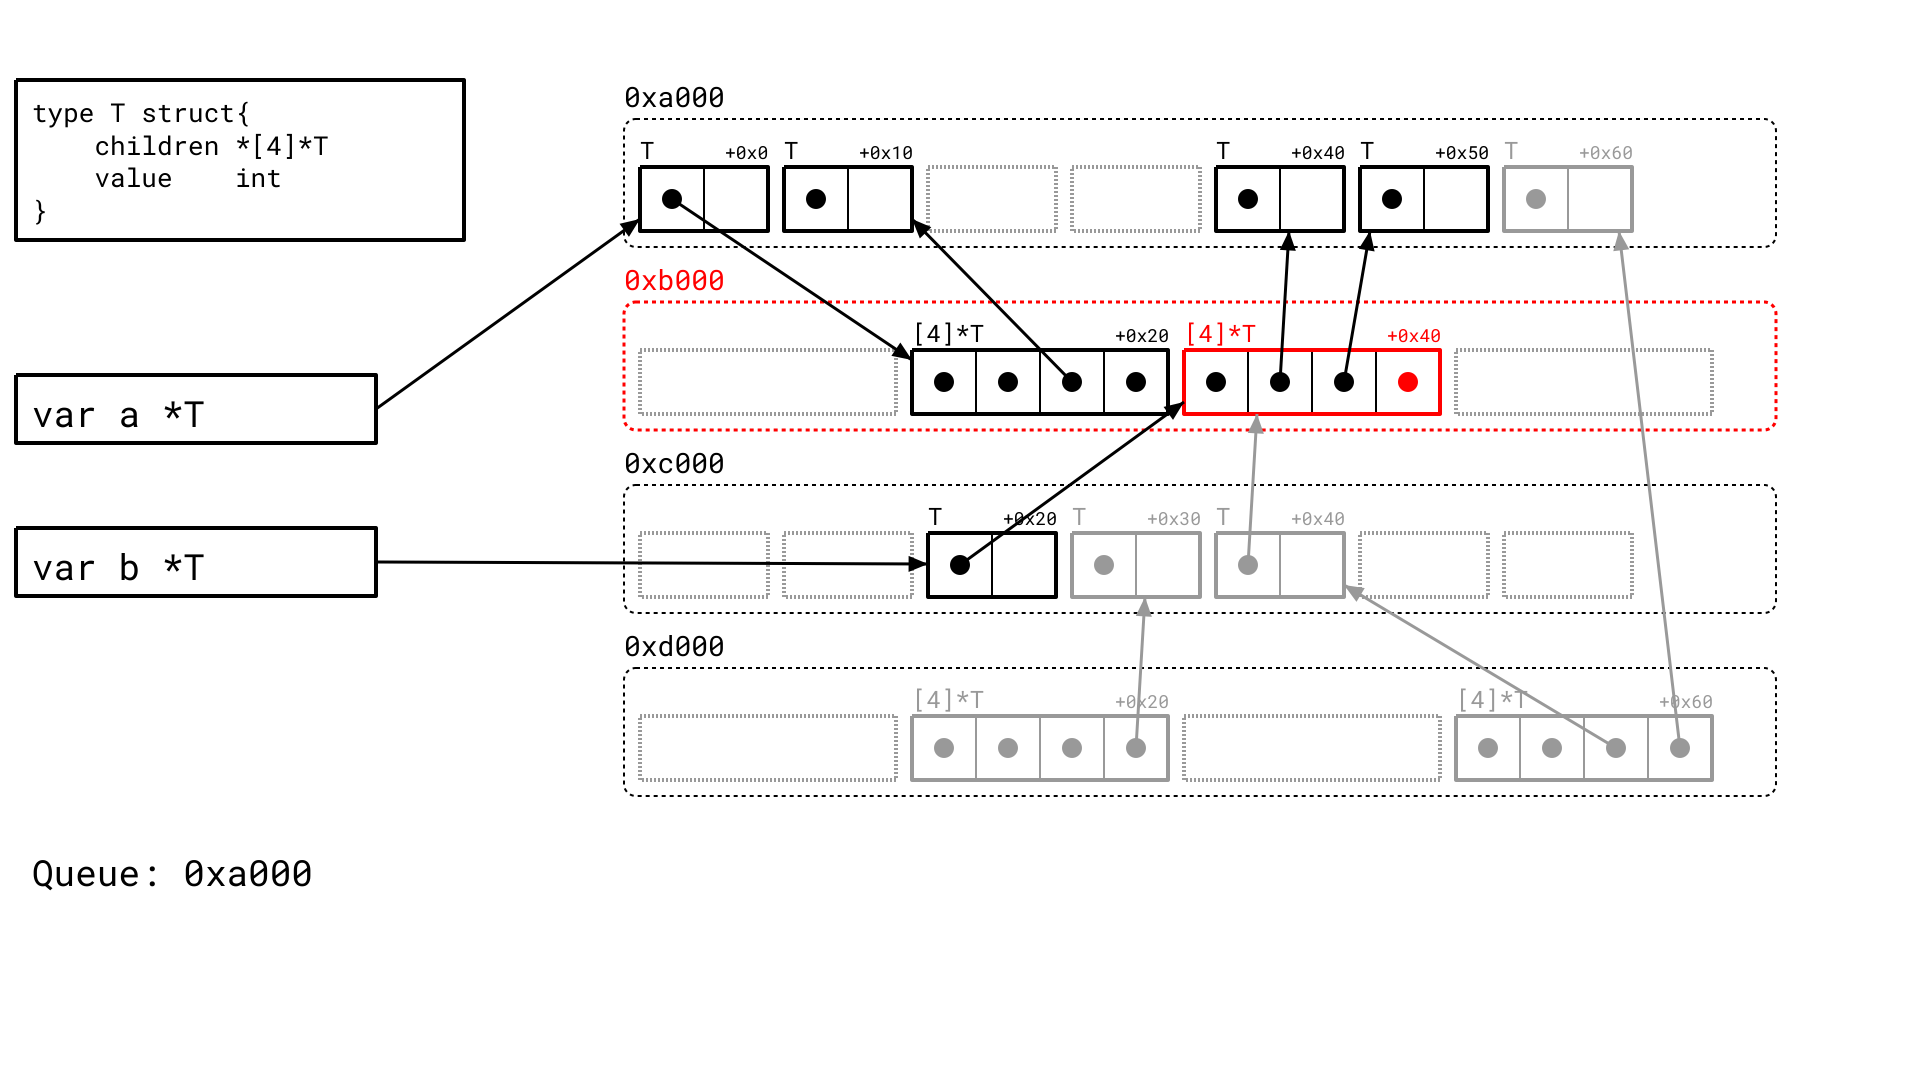 type T struct{
    children *[4]*T
    value    int
}
var a *T
var b *T
0xa000
T +0x0 T +0x10 T +0x40 T +0x50 T +0x60
0xb000
[4]*T +0x20 [4]*T +0x40
0xc000
T +0x20 T +0x30 T +0x40
0xd000
[4]*T +0x20 [4]*T +0x60
Queue: 0xa000